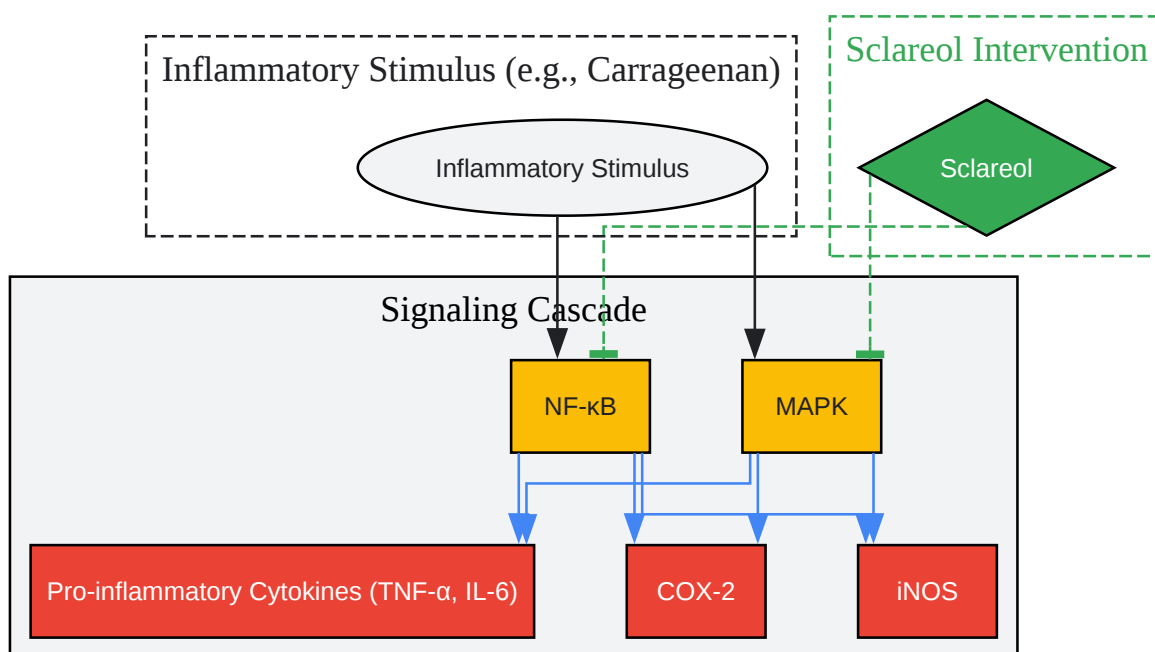 Inflammatory Stimulus (e.g., Carrageenan)
Sclareol Intervention
Inflammatory Stimulus
Sclareol
Signaling Cascade
NF-κB
MAPK
Pro-inflammatory Cytokines (TNF-α, IL-6)
COX-2
iNOS